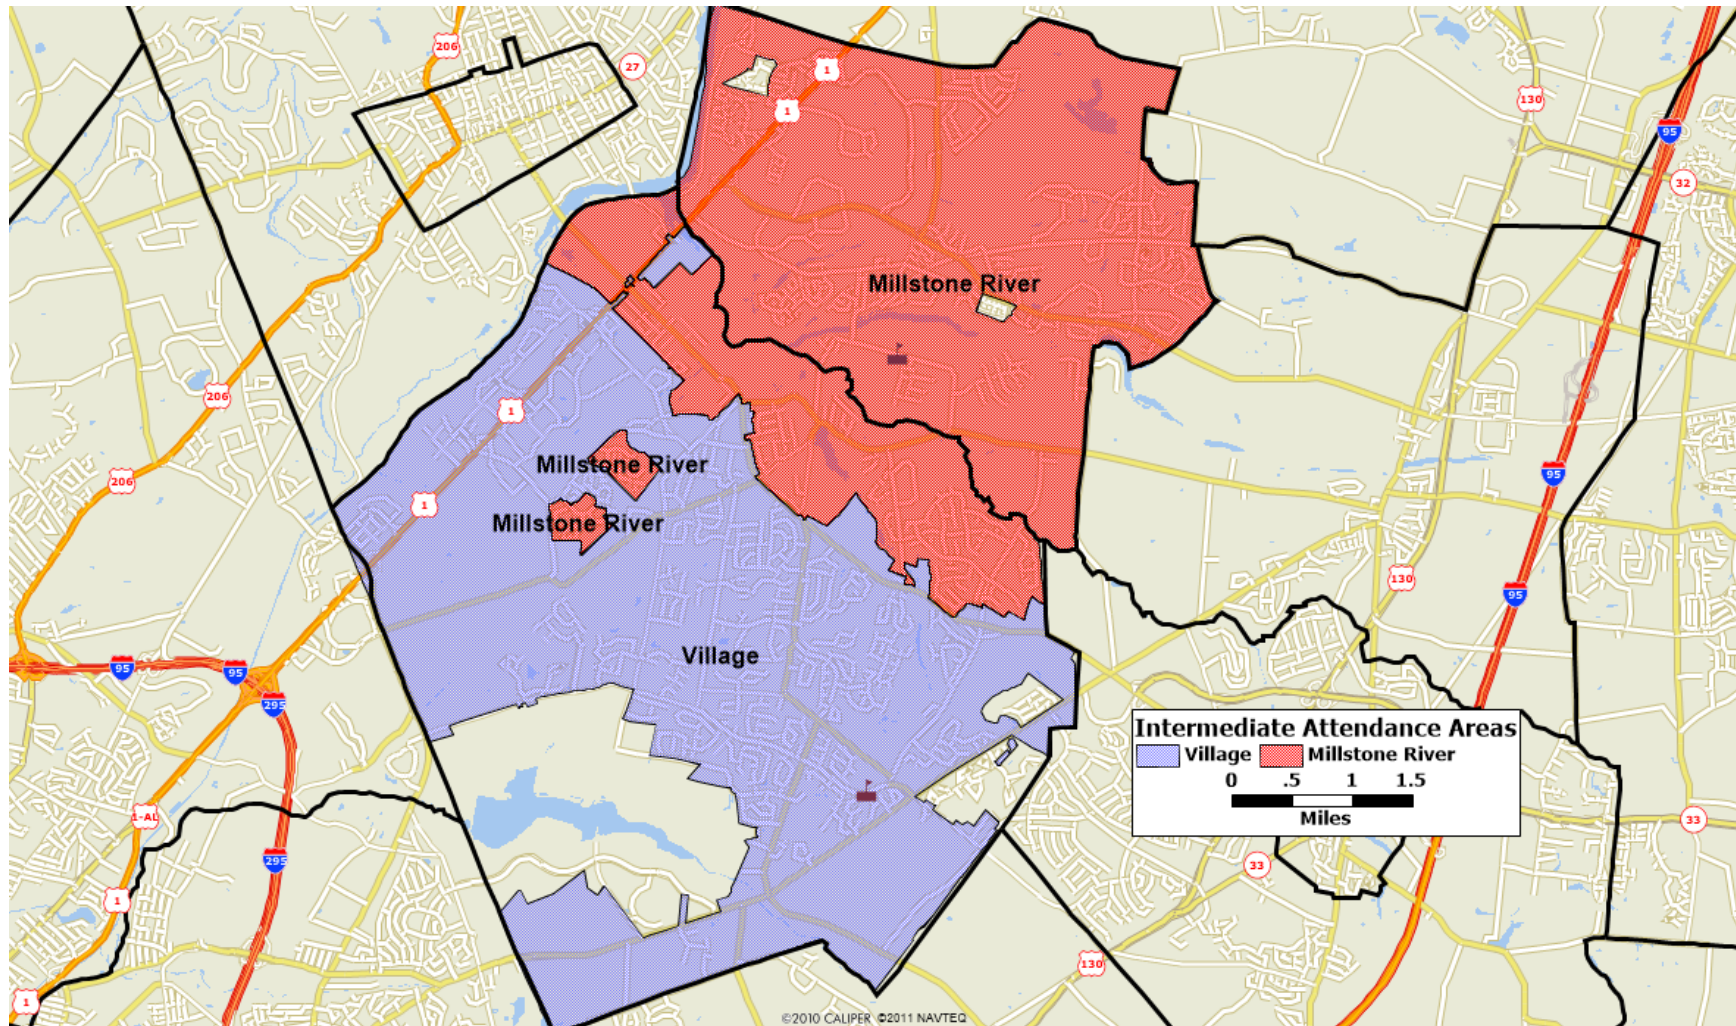 206
27
1
1
130
95
32
Millstone River
206
1
Millstone River
206
95
1
Millstone River
130
95
Village
95
95
295
Intermediate Attendance Areas
Village Millstone River
0 .5 1 1.5
Miles
1-AL
33
295
33
1
130
1
©2010 CALIPER ©2011 NAVTEQ